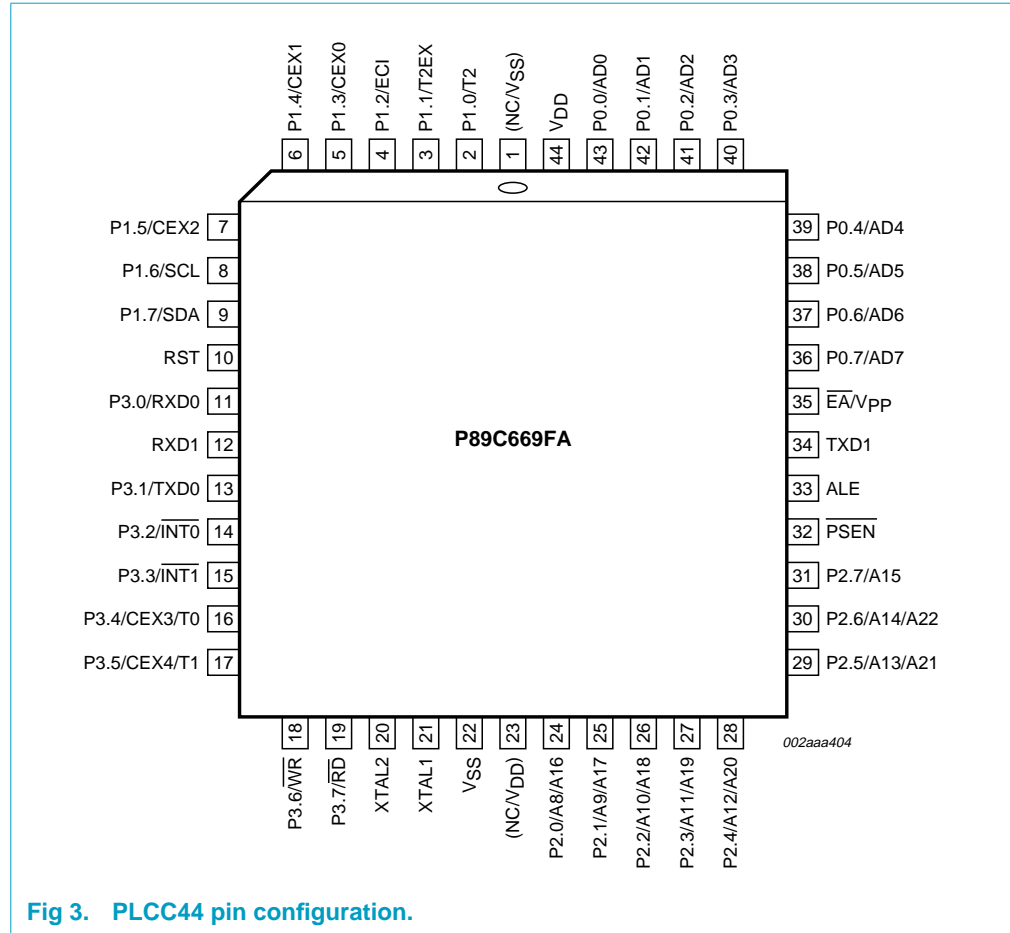 P1.4/CEX1
P1.3/CEX0
P1.2/ECI
P1.1/T2EX
P1.0/T2
(NC/VSS)
VDD
P0.0/AD0
P0.1/AD1
P0.2/AD2
P0.3/AD3
6
5
4
3
2
1
44
43
42
41
40
P1.5/CEX2 7
P1.6/SCL 8
P1.7/SDA 9
RST 10
P3.0/RXD0 11
RXD1 12
P3.1/TXD0 13
P3.2/INT0 14
P3.3/INT1 15
P3.4/CEX3/T0 16
P3.5/CEX4/T1 17
P89C669FA
39 P0.4/AD4
38 P0.5/AD5
37 P0.6/AD6
36 P0.7/AD7
35 EA/VPP
34 TXD1
33 ALE
32 PSEN
31 P2.7/A15
30 P2.6/A14/A22
29 P2.5/A13/A21
18
19
20
21
22
23
24
25
26
27
28
P3.6/WR
P3.7/RD
XTAL2
XTAL1
VSS
(NC/VDD)
P2.0/A8/A16
P2.1/A9/A17
P2.2/A10/A18
P2.3/A11/A19
P2.4/A12/A20
002aaa404
Fig 3. PLCC44 pin configuration.